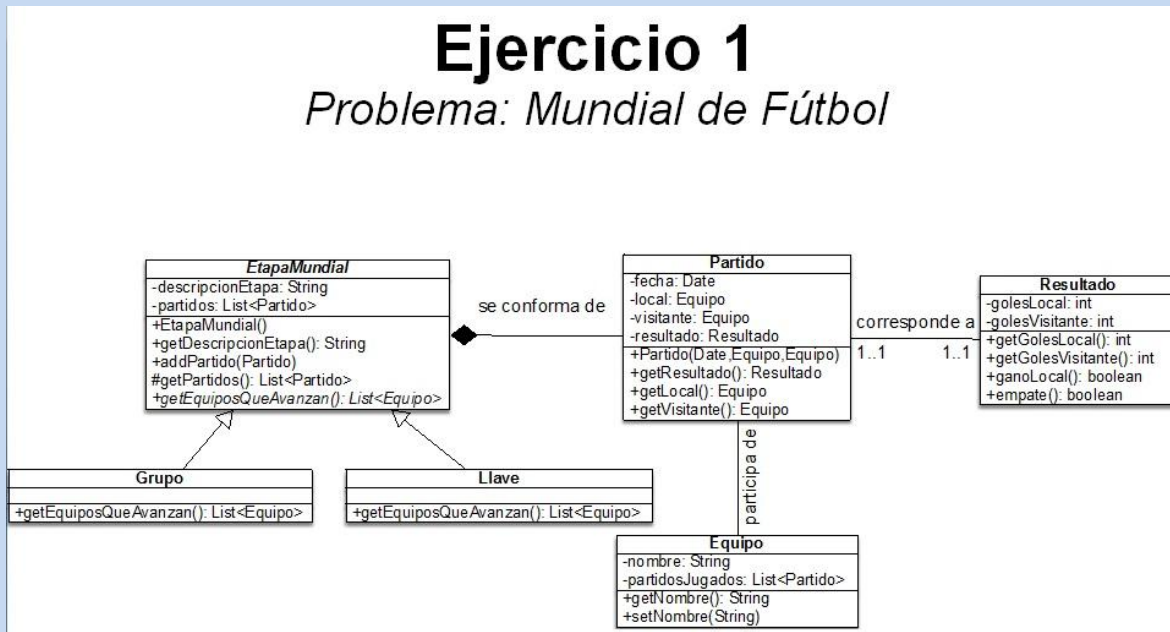 Ejercicio 1
Problema: Mundial de Fútbol
EtapaMundial
-descripcionEtapa: String
-partidos: List<Partido>
+EtapaMundial()
+getDescripcionEtapa(): String
+addPartido(Partido)
#getPartidos(): List<Partido>
+getEquiposQueAvanzan(): List<Equipo>
se conforma de
Partido
-fecha: Date
-local: Equipo
-visitante: Equipo
-resultado: Resultado
+Partido(Date,Equipo,Equipo)
+getResultado(): Resultado
+getLocal(): Equipo
+getVisitante(): Equipo
corresponde a
1..1 1..1
Resultado
-golesLocal: int
-golesVisitante: int
+getGolesLocal(): int
+getGolesVisitante(): int
+ganoLocal(): boolean
+empate(): boolean
Grupo
+getEquiposQueAvanzan(): List<Equipo>
Llave
+getEquiposQueAvanzan(): List<Equipo>
participa de
Equipo
-nombre: String
-partidosJugados: List<Partido>
+getNombre(): String
+setNombre(String)